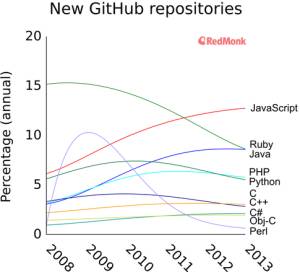 New GitHub repositories
RedMonk
Percentage (annual)
20
15
10
5
0
JavaScript
Ruby
Java
PHP
Python
C
C++
C#
Obj-C
Perl
2008
2009
2010
2011
2012
2013